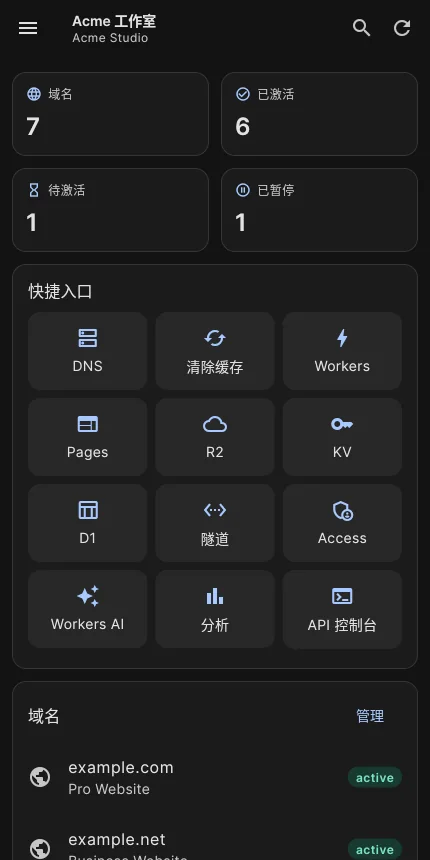 Acme 工作室
Acme Studio
域名
7
已激活
6
待激活
1
已暂停
1
快捷入口
DNS
清除缓存
Workers
Pages
R2
KV
D1
隧道
Access
Workers AI
分析
API 控制台
域名
管理
example.com
Pro Website
active
example.net
Business Website
active